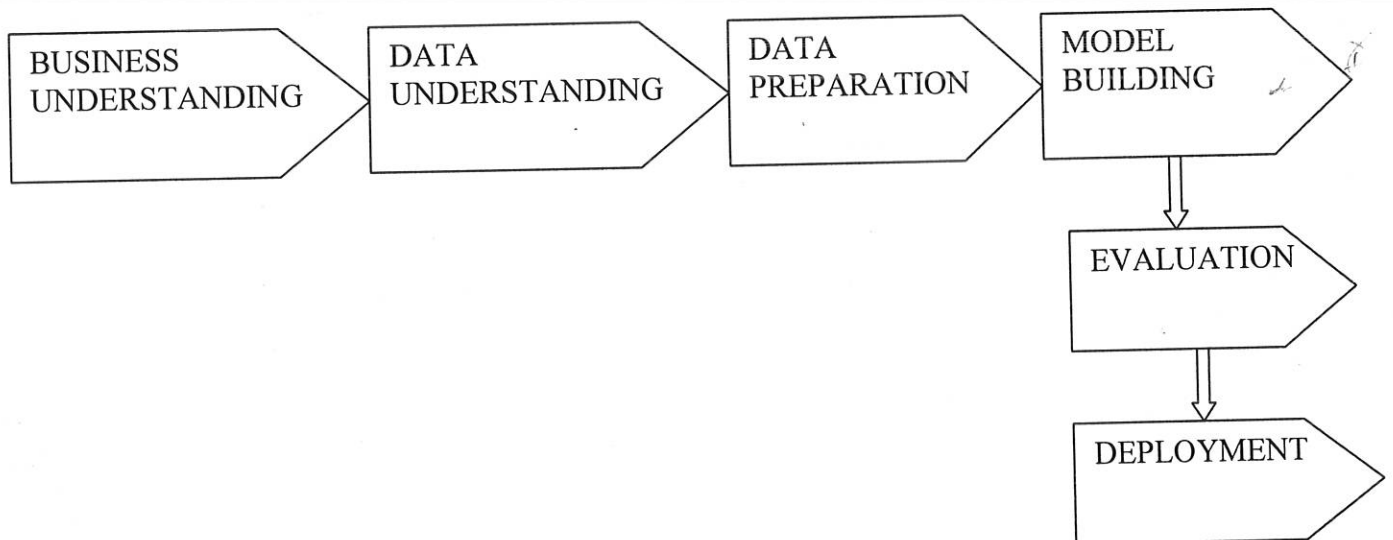 BUSINESS
UNDERSTANDING
DATA
UNDERSTANDING
DATA
PREPARATION
MODEL
BUILDING
EVALUATION
DEPLOYMENT